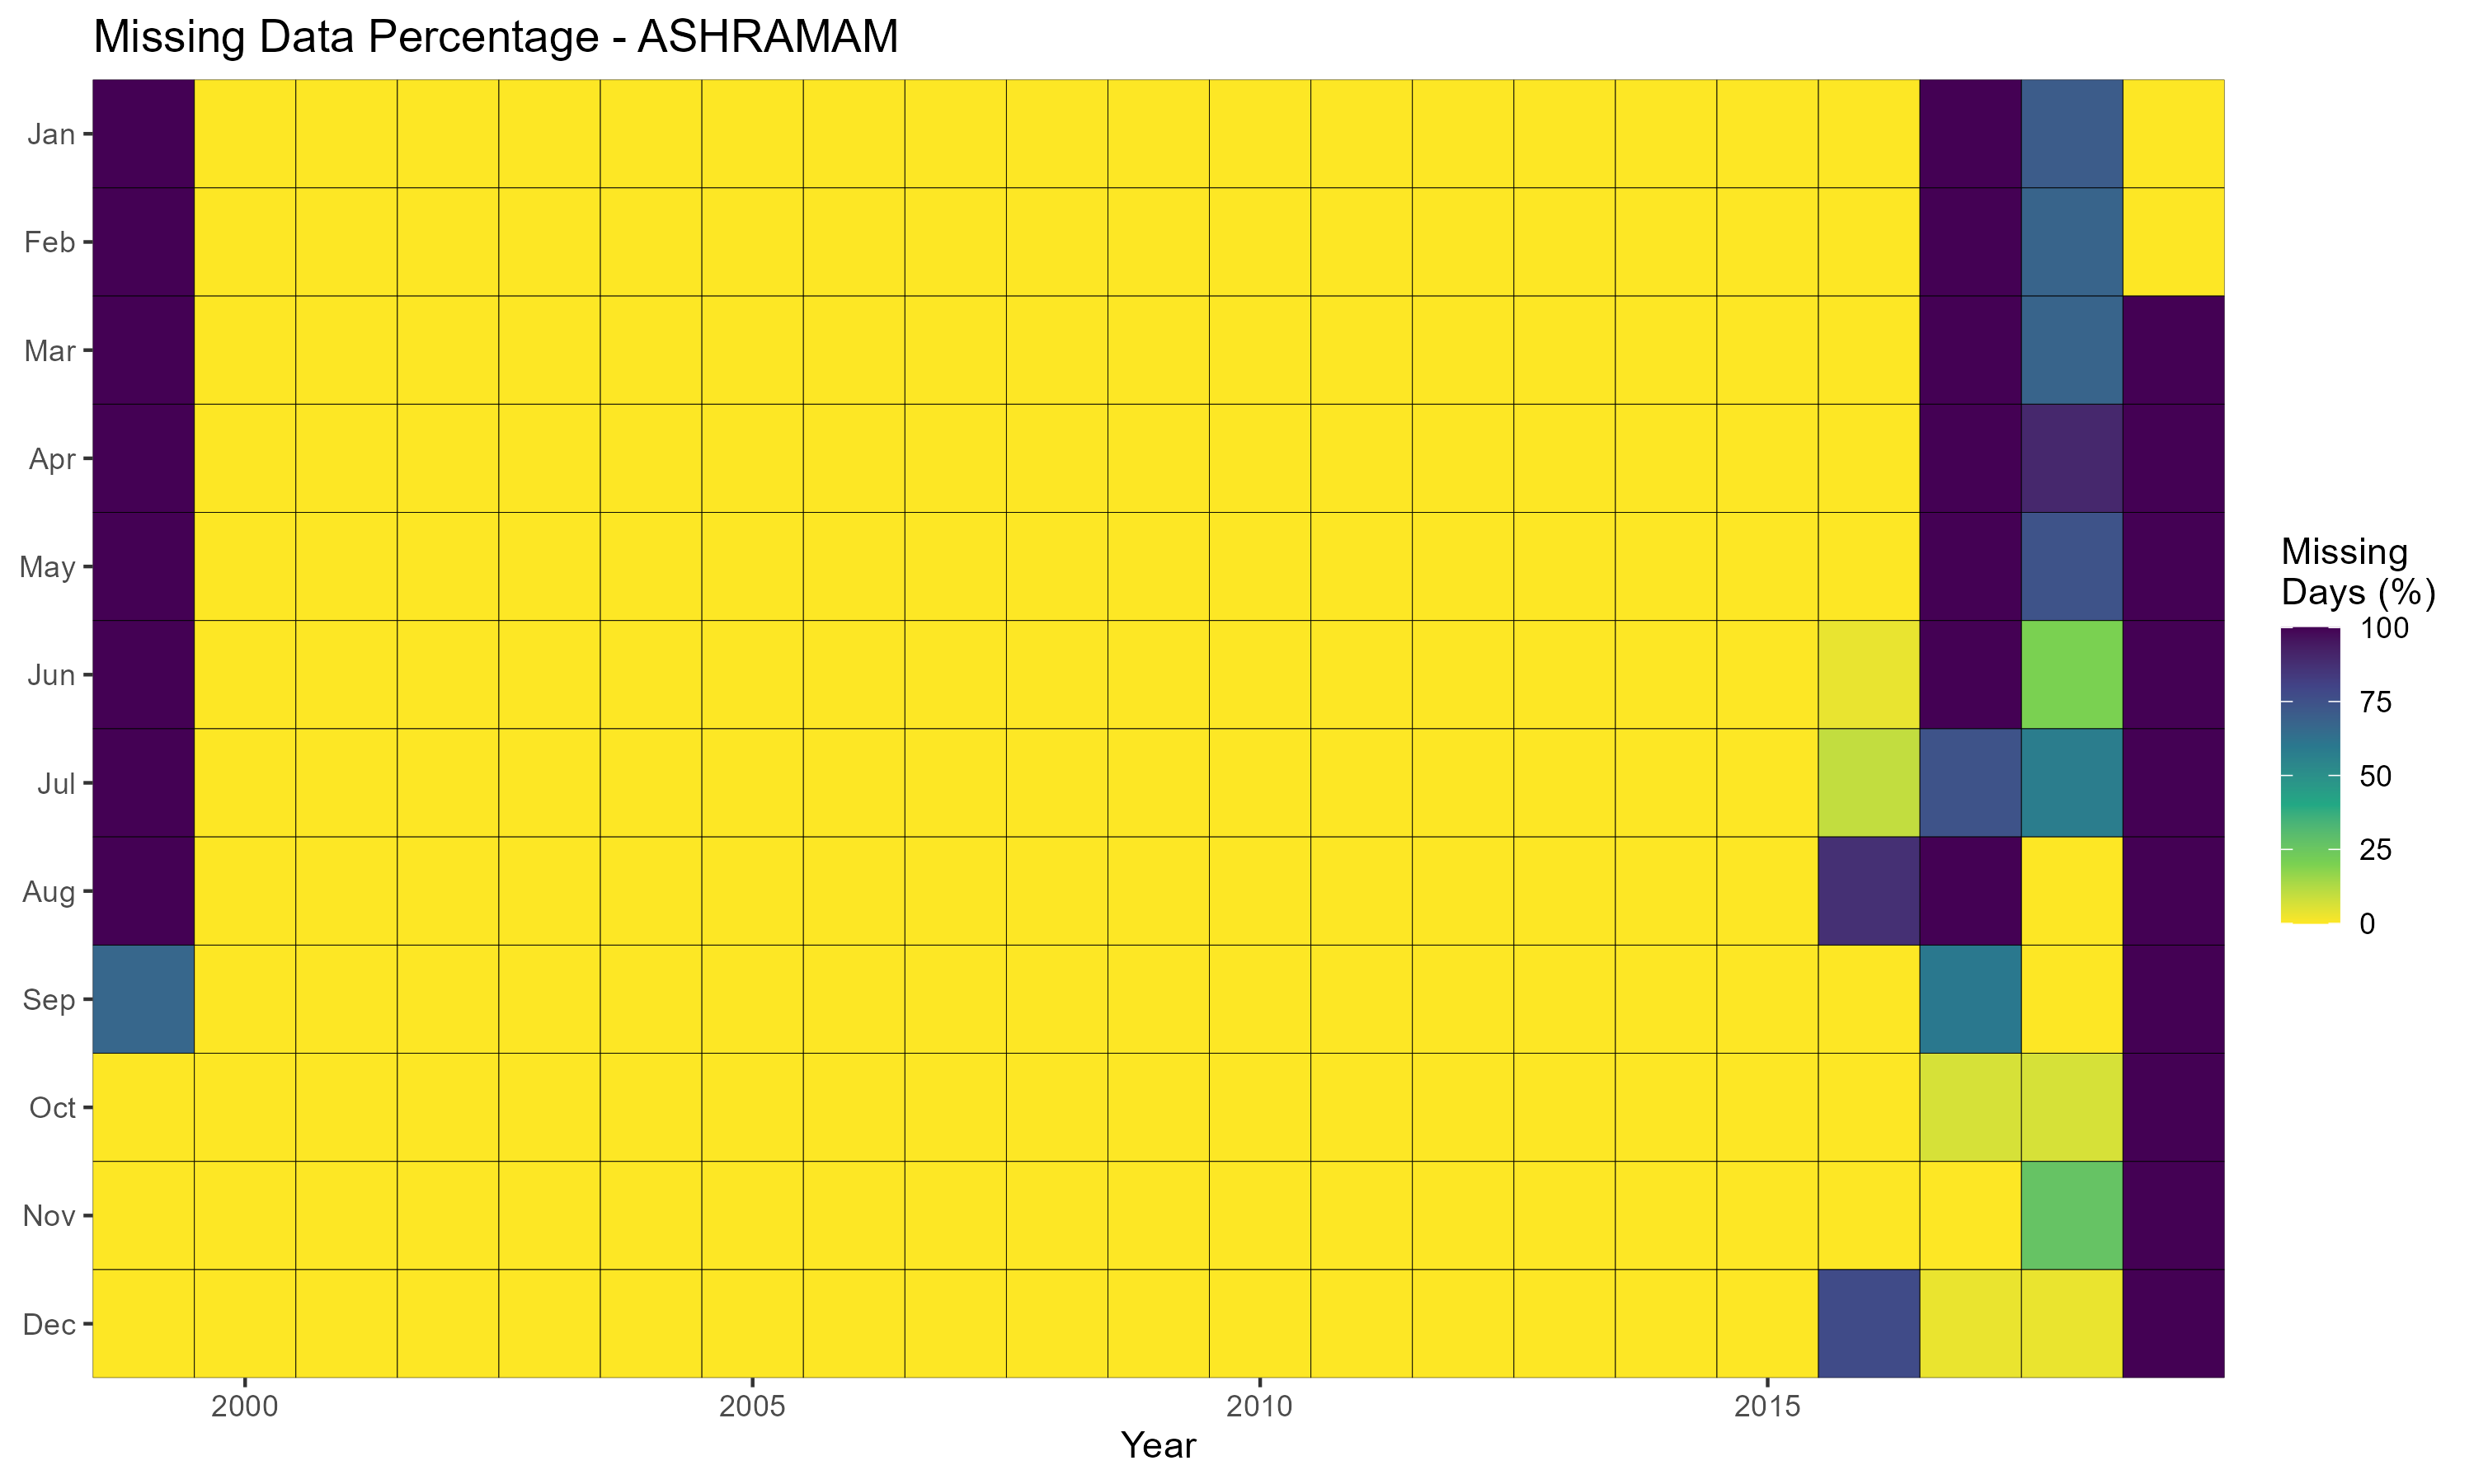 Missing Data Percentage - ASHRAMAM
Jan
Feb
Mar
Apr
May
Jun
Jul
Aug
Sep
Oct
Nov
Dec
2000 2005 2010 2015
Year
Missing
Days (%)
100
75
50
25
0